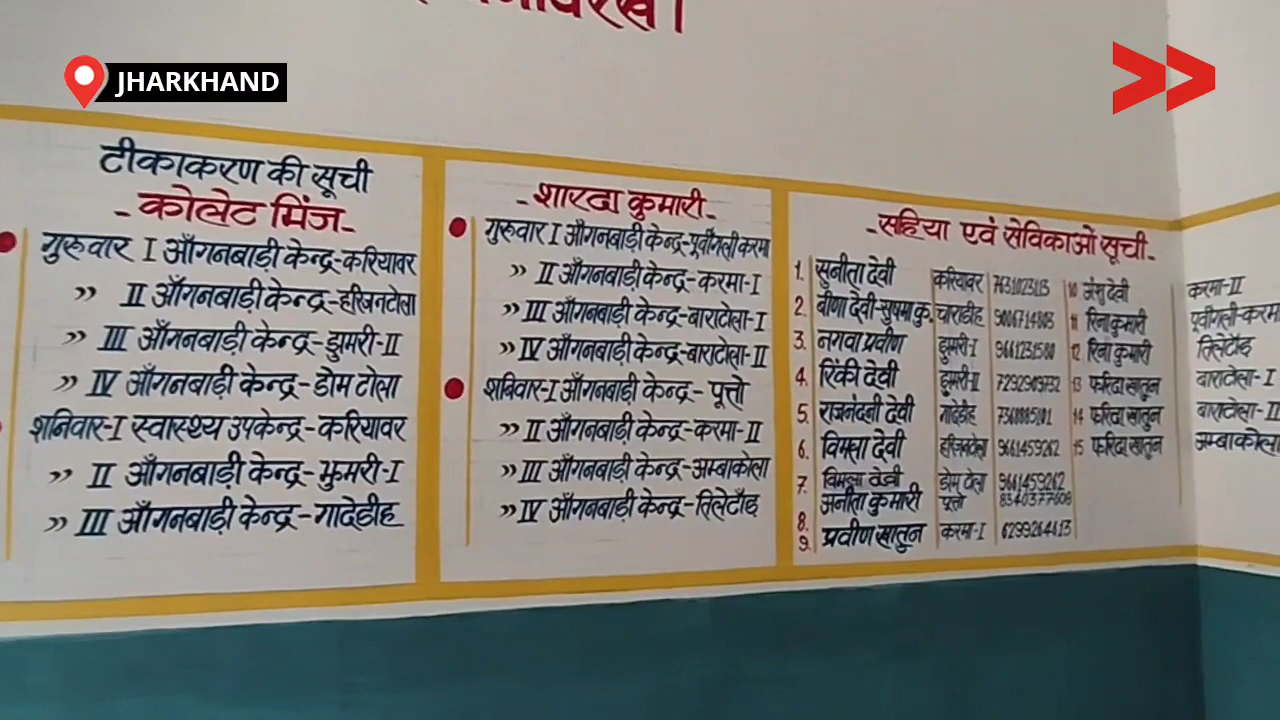 JHARKHAND
टीकाकरण की सूची
- कोलेट मिंज -
गुरूवार I आँगनबाड़ी केन्द्र-करियावर
” II आँगनबाड़ी केन्द्र-हरिजनटोला
” III आँगनबाड़ी केन्द्र-झुमरी-II
” IV आँगनबाड़ी केन्द्र-डोम टोला
शनिवार-I स्वास्थ्य उपकेन्द्र-करियावर
” II आँगनबाड़ी केन्द्र-झुमरी-I
” III आँगनबाड़ी केन्द्र-गादेडीह
- शारदा कुमारी -
गुरूवार I आँगनबाड़ी केन्द्र-पूर्वीगली करमा
” II आँगनबाड़ी केन्द्र-करमा-I
” III आँगनबाड़ी केन्द्र-बाराटोला-I
” IV आँगनबाड़ी केन्द्र-बाराटोला-II
शनिवार-I आँगनबाड़ी केन्द्र-पूत्तो
” II आँगनबाड़ी केन्द्र-करमा-II
” III आँगनबाड़ी केन्द्र-अम्बाकोला
” IV आँगनबाड़ी केन्द्र-तिलेटाँड़
- सहिया एवं सेविकाओं सूची -
1. सुनीता देवी करियावर
2. वीणा देवी-सुषमा कु. चाराडीह
3. नगवा प्रवीण झुमरी-I
4. रिंकी देवी झुमरी-II
5. राजनंदनी देवी गादेडीह
6. विमला देवी हरिजनटोला 9661459262
7. विमला देवी डोम टोला 9661459262
अनीता कुमारी पूत्तो 8340377608
8.
9. प्रवीण खातुन करमा-I 6299264413
10 अंशु देवी करमा-II
11 रिना कुमारी पूर्वीगली-करमा
12 रिना कुमारी तिलेटाँड़
13 फरिदा खातुन बाराटोला-I
14 फरिदा खातुन बाराटोला-II
15 फरिदा खातुन अम्बाकोला